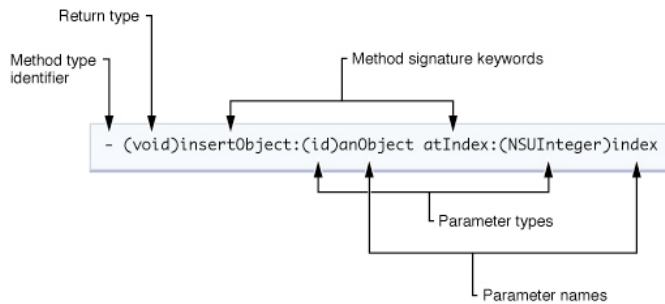 Return type
Method type
identifier
Method signature keywords
- (void)insertObject:(id)anObject atIndex:(NSUInteger)index
Parameter types
Parameter names